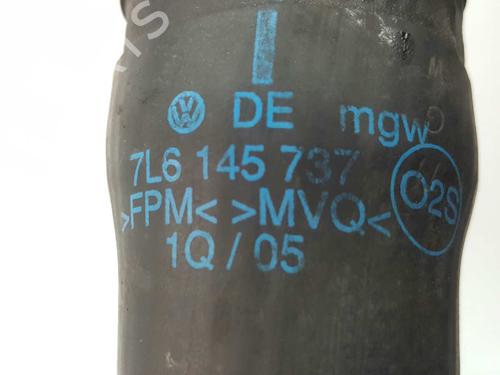 DE mgw
7L6 145 737
>FPM< >MVQ< O2S
1Q / 05